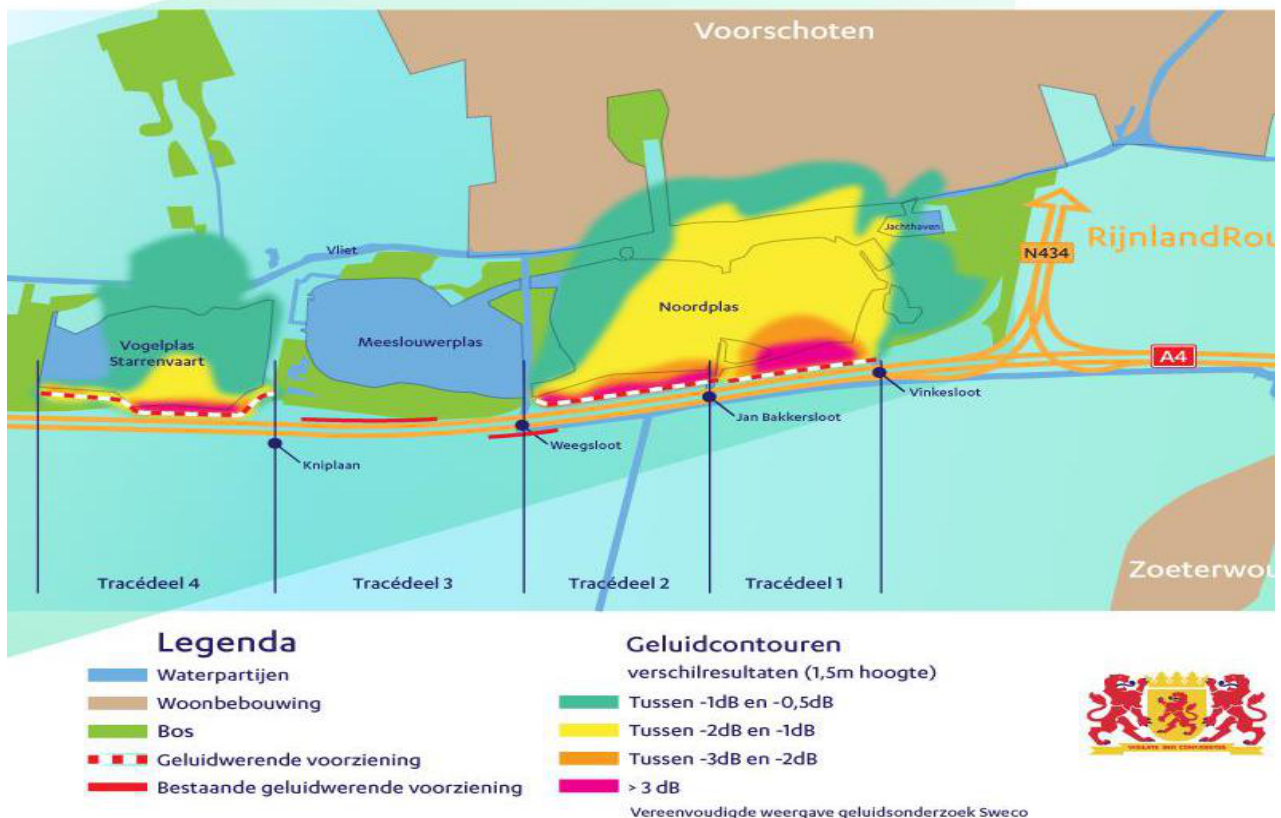 Voorschoten
Jachthaven
RijnlandRou
N434
Vliet
Noordplas
Vogelplas
Starrenvaart
Meeslouwerplas
A4
Vinkesloot
Jan Bakkersloot
Weegsloot
Kniplaan
Zoeterwou
Tracédeel 4
Tracédeel 3
Tracédeel 2
Tracédeel 1
Legenda
Waterpartijen
Woonbebouwing
Bos
Geluidwerende voorziening
Bestaande geluidwerende voorziening
Geluidcontouren
verschilresultaten (1,5m hoogte)
Tussen -1dB en -0,5dB
Tussen -2dB en -1dB
Tussen -3dB en -2dB
> 3 dB
Vereenvoudigde weergave geluidsonderzoek Sweco